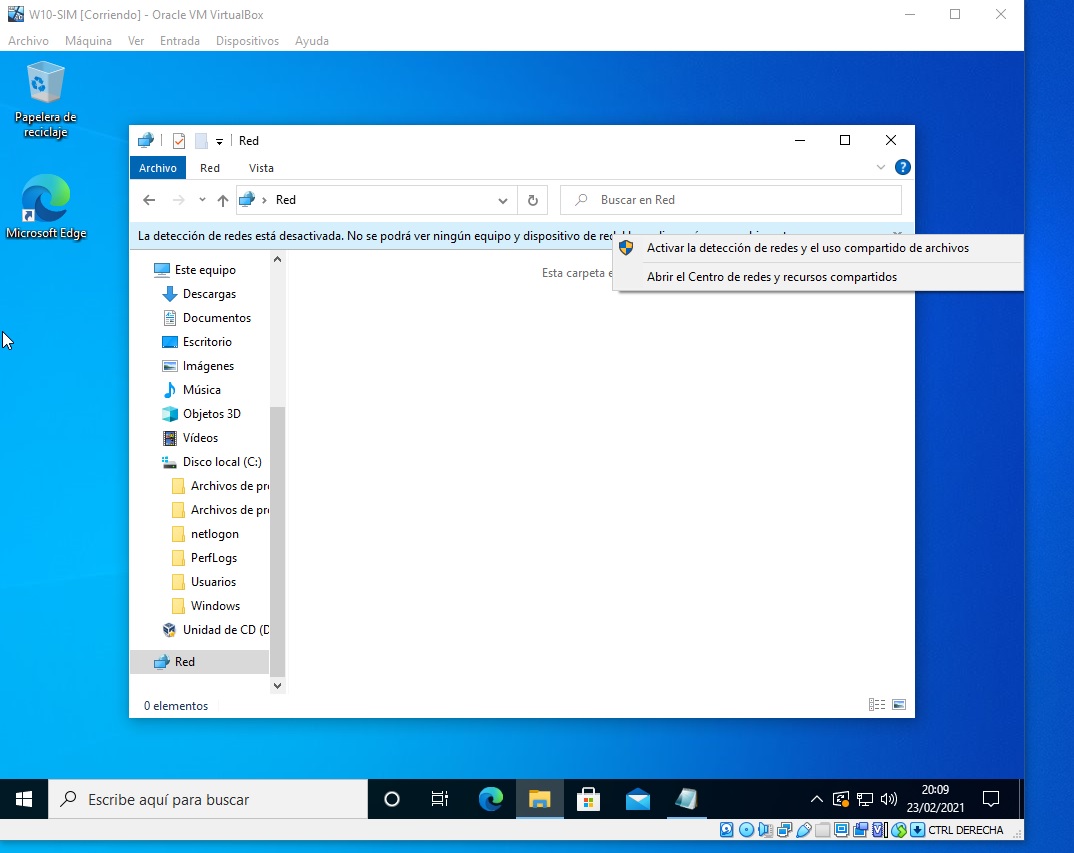 W10-SIM [Corriendo] - Oracle VM VirtualBox
Archivo Máquina Ver Entrada Dispositivos Ayuda
Papelera de
reciclaje
Microsoft Edge
Red
Archivo Red Vista
Red
Buscar en Red
La detección de redes está desactivada. No se podrá ver ningún equipo y dispositivo de red
Activar la detección de redes y el uso compartido de archivos
Abrir el Centro de redes y recursos compartidos
Esta carpeta e
Este equipo
Descargas
Documentos
Escritorio
Imágenes
Música
Objetos 3D
Vídeos
Disco local (C:)
Archivos de pr
Archivos de pr
netlogon
PerfLogs
Usuarios
Windows
Unidad de CD (D
Red
0 elementos
Escribe aquí para buscar
20:09
23/02/2021
CTRL DERECHA